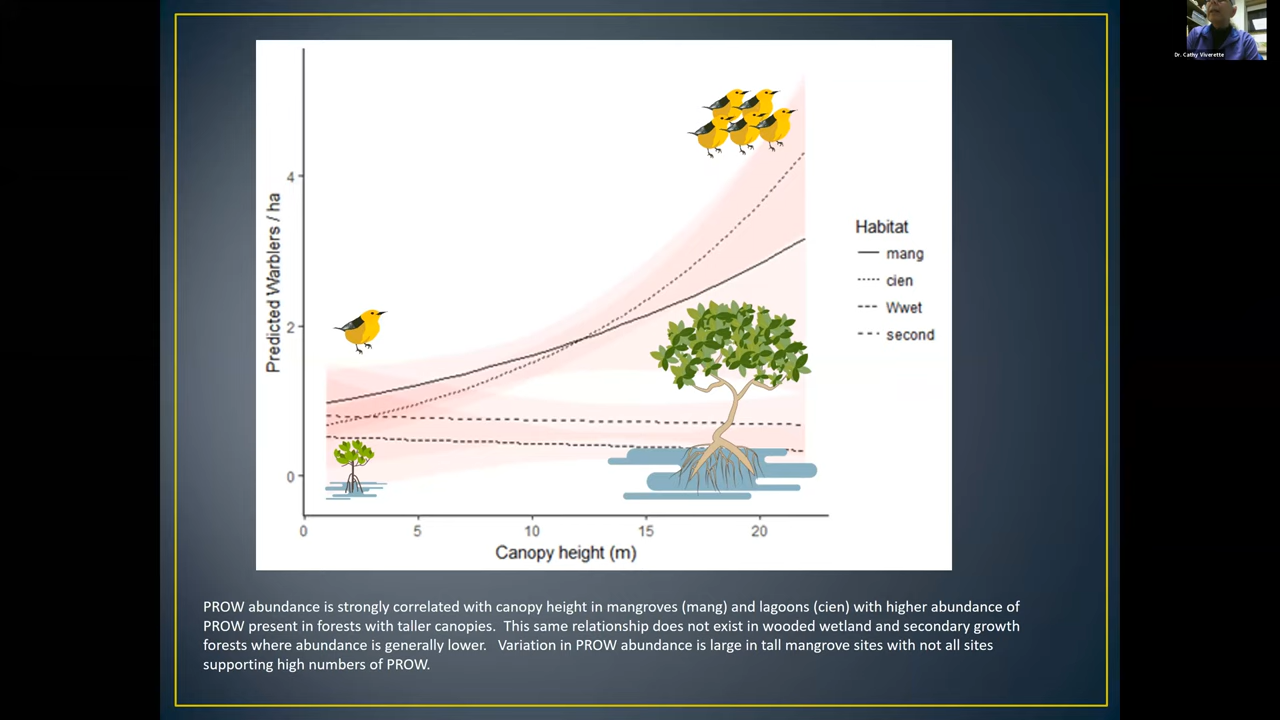 Dr. Cathy Viverette
4
2
0
Predicted Warblers / ha
0 5 10 15 20
Canopy height (m)
Habitat
mang
cien
Wwet
second
PROW abundance is strongly correlated with canopy height in mangroves (mang) and lagoons (cien) with higher abundance of
PROW present in forests with taller canopies.  This same relationship does not exist in wooded wetland and secondary growth
forests where abundance is generally lower.   Variation in PROW abundance is large in tall mangrove sites with not all sites
supporting high numbers of PROW.